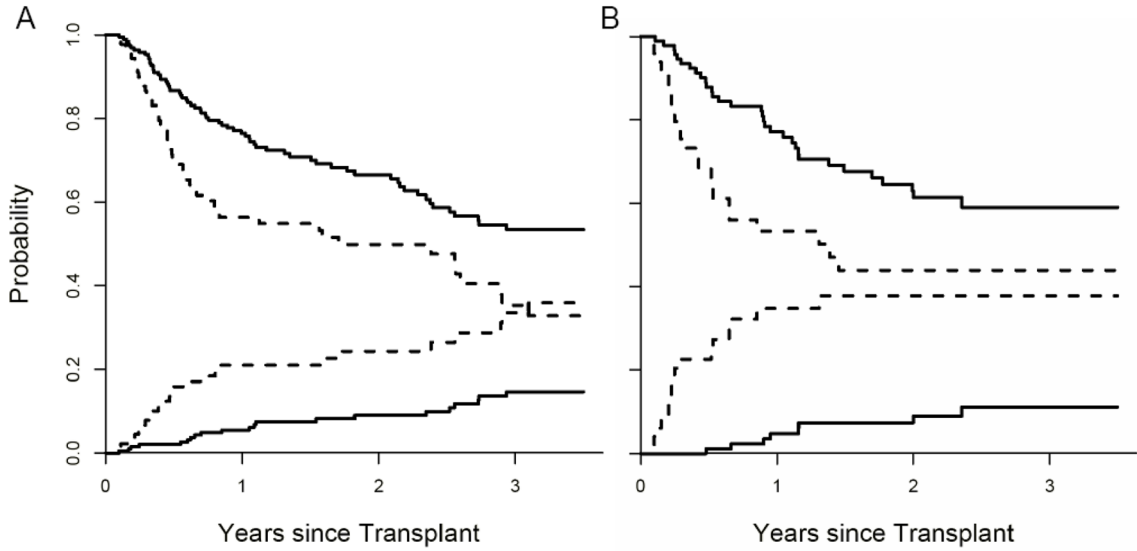 A
B
1.0
0.8
0.6
0.4
0.2
0.0
Probability
0 1 2 3
0 1 2 3
Years since Transplant
Years since Transplant